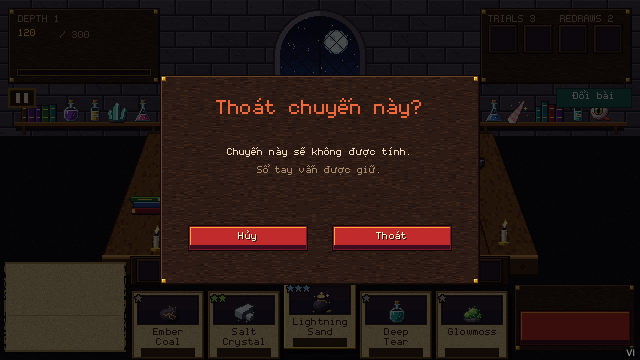 DEPTH 1
120 / 300
TRIALS 3
REDRAWS 2
Đổi bài
Thoát chuyến này?
Chuyến này sẽ không được tính.
Sổ tay vẫn được giữ.
Hủy
Thoát
Ember
Coal
Salt
Crystal
Lightning
Sand
Deep
Tear
Glowmoss
vi